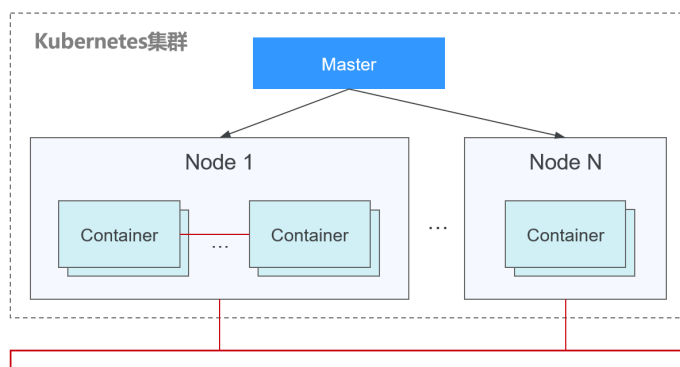 Kubernetes集群
Master
Node 1
Node N
Container
Container
Container
...
...